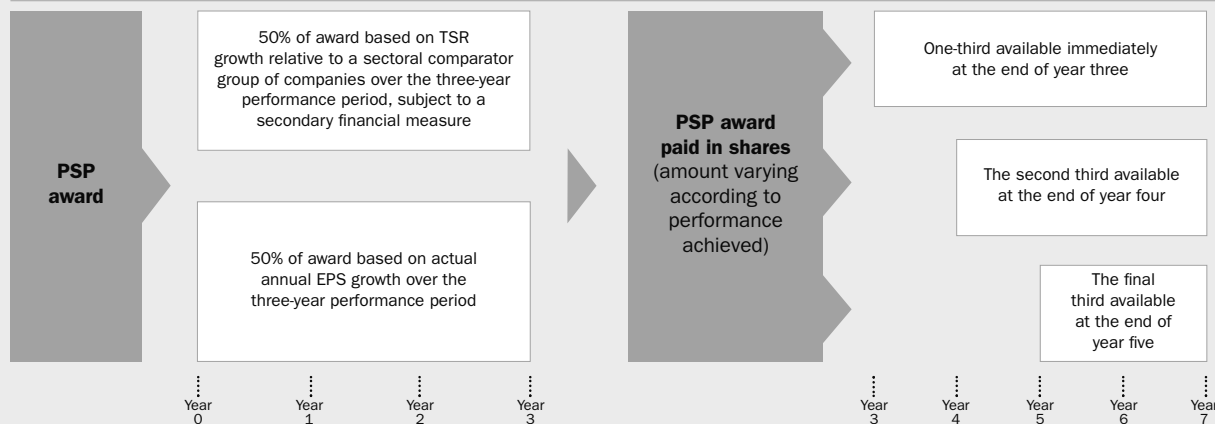 PSP
award
50% of award based on TSR
growth relative to a sectoral comparator
group of companies over the three-year
performance period, subject to a
secondary financial measure
50% of award based on actual
annual EPS growth over the
three-year performance period
PSP award
paid in shares
(amount varying
according to
performance
achieved)
One-third available immediately
at the end of year three
The second third available
at the end of year four
The final
third available
at the end of
year five
Year
0
Year
1
Year
2
Year
3
Year
3
Year
4
Year
5
Year
6
Year
7